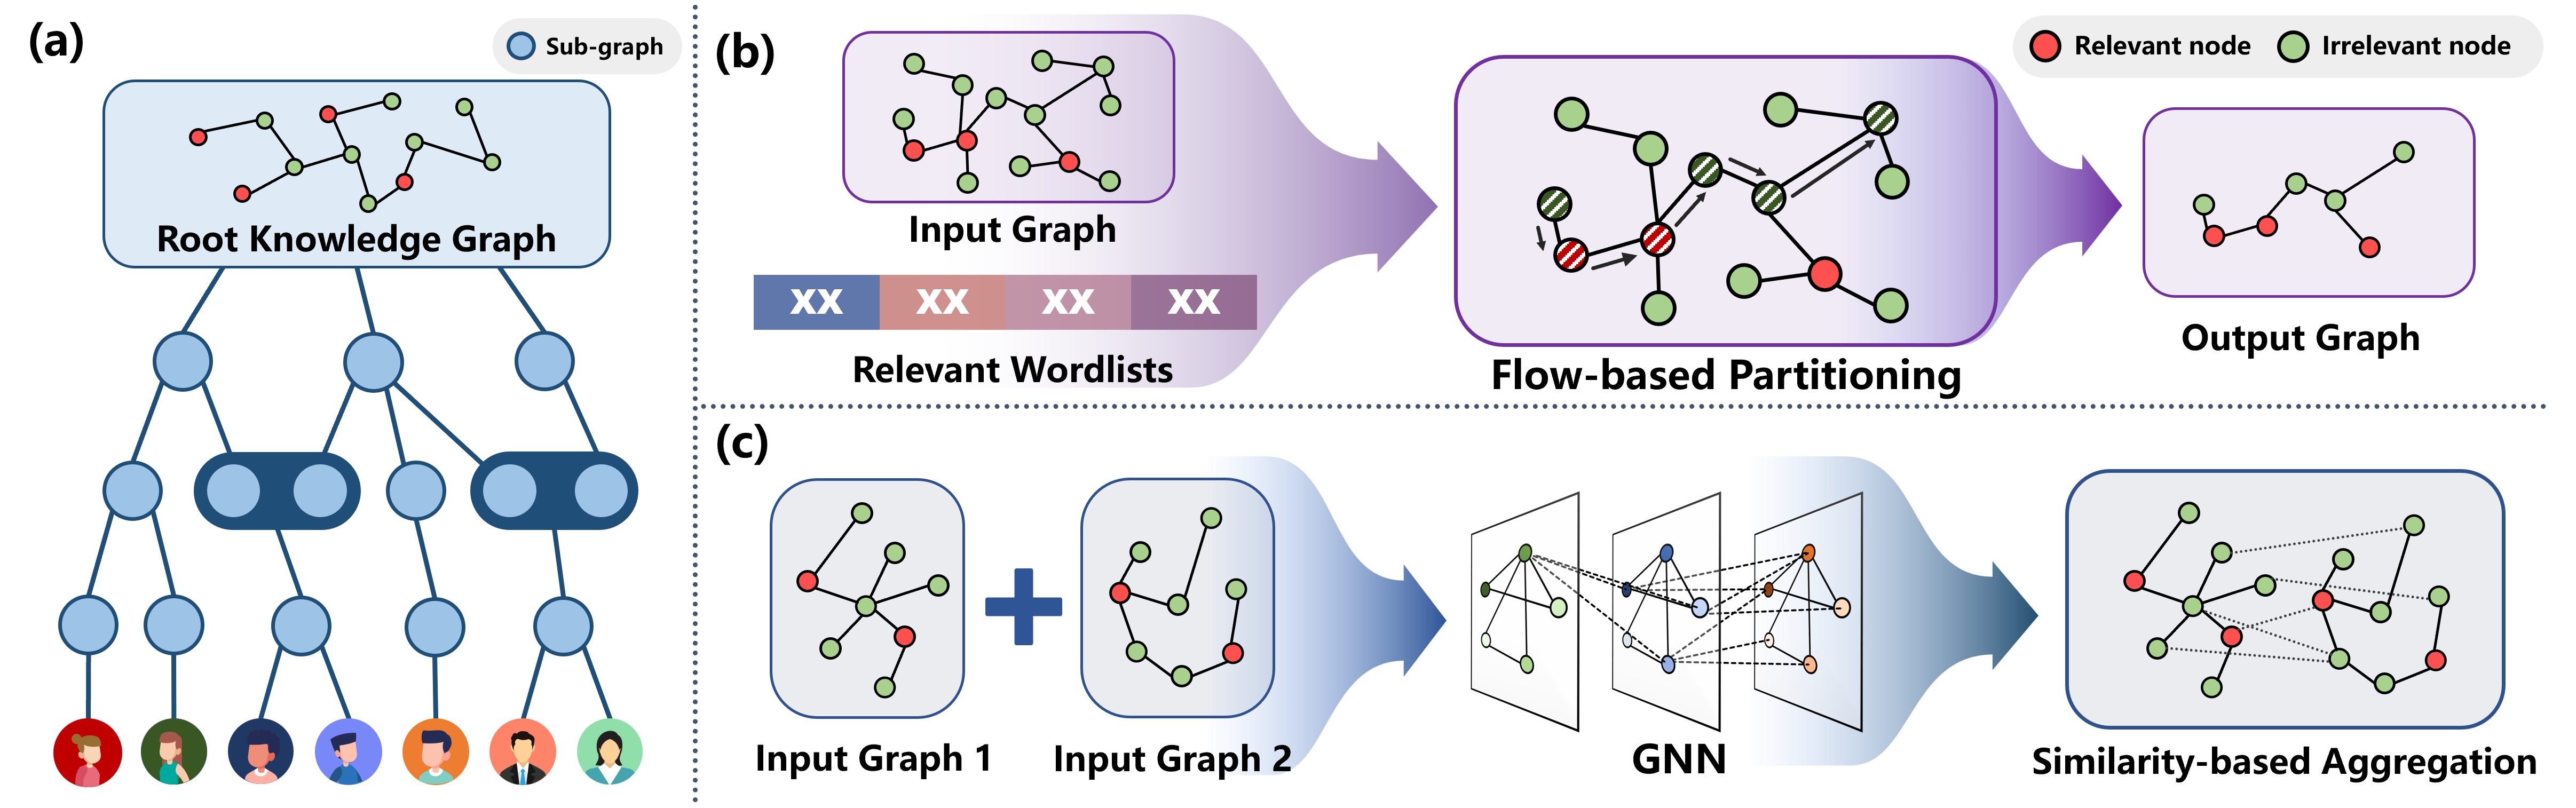 (a)
Sub-graph
Root Knowledge Graph
(b)
Relevant node
Irrelevant node
Input Graph
XX XX XX XX
Relevant Wordlists
Flow-based Partitioning
Output Graph
(c)
Input Graph 1
Input Graph 2
GNN
Similarity-based Aggregation